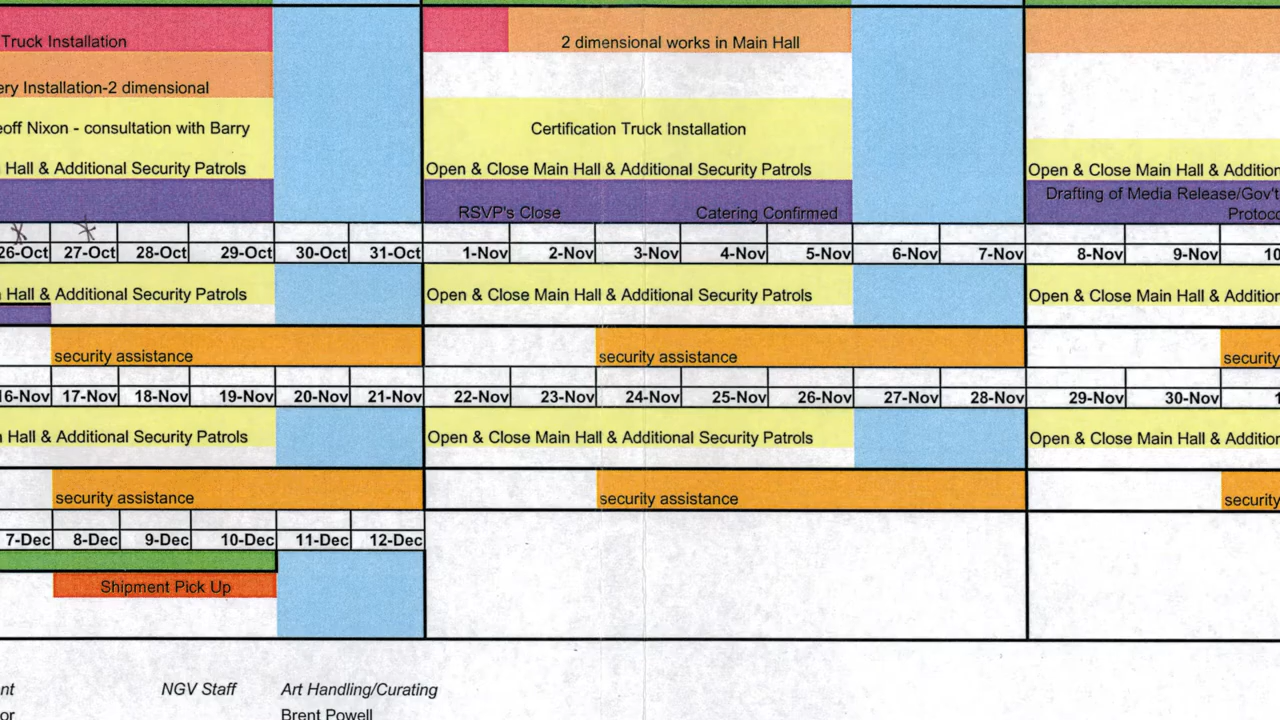 Truck Installation 2 dimensional works in Main Hall
ery Installation-2 dimensional
eoff Nixon - consultation with Barry Certification Truck Installation
Hall & Additional Security Patrols Open & Close Main Hall & Additional Security Patrols Open & Close Main Hall & Addition
Drafting of Media Release/Gov't
RSVP's Close Catering Confirmed Protoco
26-Oct 27-Oct 28-Oct 29-Oct 30-Oct 31-Oct 1-Nov 2-Nov 3-Nov 4-Nov 5-Nov 6-Nov 7-Nov 8-Nov 9-Nov 10
Hall & Additional Security Patrols Open & Close Main Hall & Additional Security Patrols Open & Close Main Hall & Addition
security assistance security assistance security
16-Nov 17-Nov 18-Nov 19-Nov 20-Nov 21-Nov 22-Nov 23-Nov 24-Nov 25-Nov 26-Nov 27-Nov 28-Nov 29-Nov 30-Nov 1
Hall & Additional Security Patrols Open & Close Main Hall & Additional Security Patrols Open & Close Main Hall & Addition
security assistance security assistance security
7-Dec 8-Dec 9-Dec 10-Dec 11-Dec 12-Dec
Shipment Pick Up
nt NGV Staff Art Handling/Curating
or Brent Powell